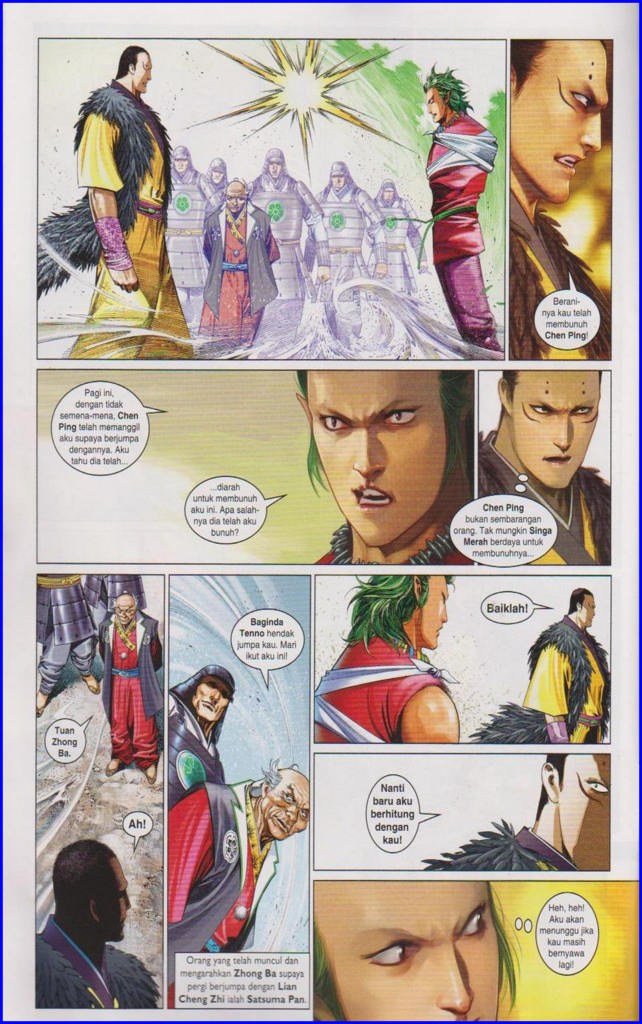 Berani-
nya kau telah
membunuh
Chen Ping!
Pagi ini,
dengan tidak
semena-mena, Chen
Ping telah memanggil
aku supaya berjumpa
dengannya. Aku
tahu dia telah...
...diarah
untuk membunuh
aku ini. Apa salah-
nya dia telah aku
bunuh?
Chen Ping
bukan sembarangan
orang. Tak mungkin Singa
Merah berdaya untuk
membunuhnya...
Tuan
Zhong
Ba.
Ah!
Baginda
Tenno hendak
jumpa kau. Mari
ikut aku ini!
Orang yang telah muncul dan
mengarahkan Zhong Ba supaya
pergi berjumpa dengan Lian
Cheng Zhi ialah Satsuma Pan.
Baiklah!
Nanti
baru aku
berhitung
dengan
kau!
Heh, heh!
Aku akan
menunggu jika
kau masih
bernyawa
lagi!